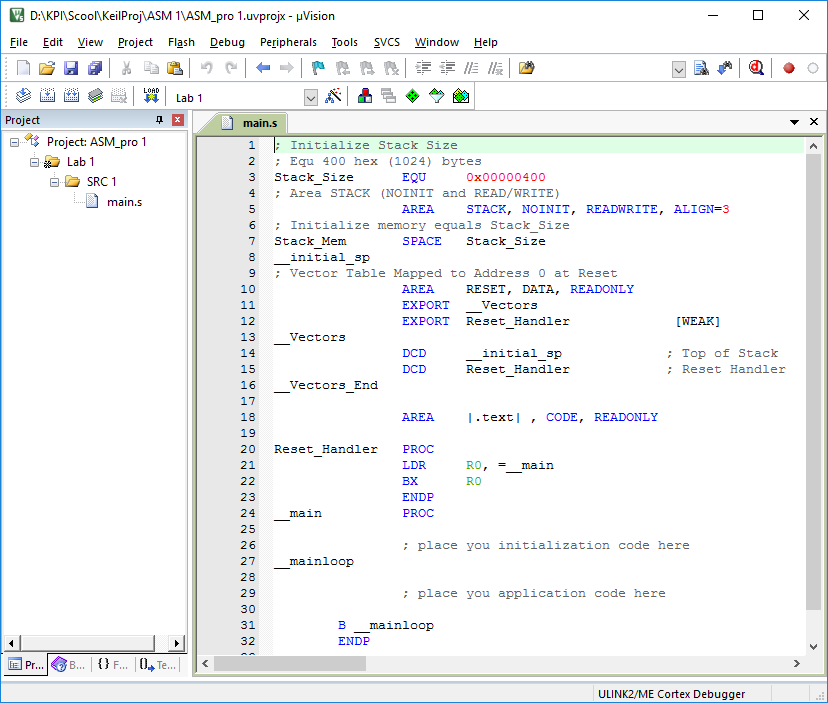 D:\KPI\Scool\KeilProj\ASM 1\ASM_pro 1.uvprojx - µVision
File Edit View Project Flash Debug Peripherals Tools SVCS Window Help
LOAD
Lab 1
Project
Project: ASM_pro 1
Lab 1
SRC 1
main.s
Pr... B... {} F... Te...
main.s
1 ; Initialize Stack Size
2 ; Equ 400 hex (1024) bytes
3 Stack_Size EQU 0x00000400
4 ; Area STACK (NOINIT and READ/WRITE)
5 AREA STACK, NOINIT, READWRITE, ALIGN=3
6 ; Initialize memory equals Stack_Size
7 Stack_Mem SPACE Stack_Size
8 __initial_sp
9 ; Vector Table Mapped to Address 0 at Reset
10 AREA RESET, DATA, READONLY
11 EXPORT __Vectors
12 EXPORT Reset_Handler [WEAK]
13 __Vectors
14 DCD __initial_sp ; Top of Stack
15 DCD Reset_Handler ; Reset Handler
16 __Vectors_End
17
18 AREA |.text| , CODE, READONLY
19
20 Reset_Handler PROC
21 LDR R0, =__main
22 BX R0
23 ENDP
24 __main PROC
25
26 ; place you initialization code here
27 __mainloop
28
29 ; place you application code here
30
31 B __mainloop
32 ENDP
ULINK2/ME Cortex Debugger